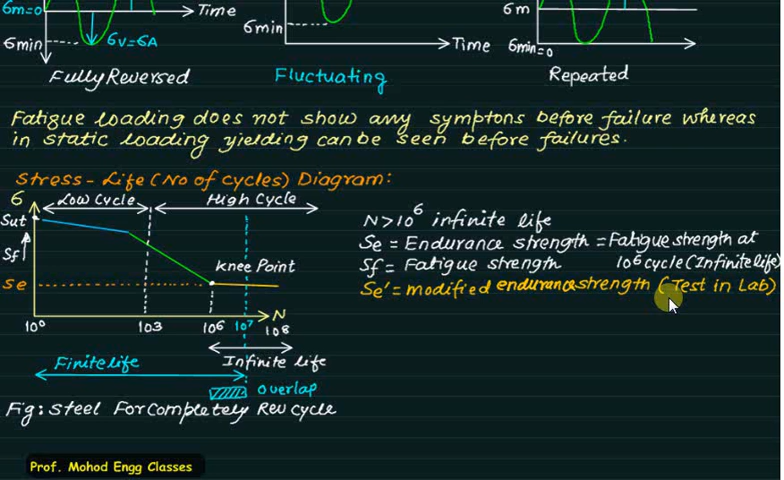 6m=0
Time
6min
6v=6A
Fully Reversed
6min
Time
Fluctuating
6m
6min=0
Repeated
Fatigue loading does not show any symptons before failure whereas
in static loading yielding can be seen before failures.
Stress-Life (No of cycles) Diagram:
6
Low Cycle
High Cycle
Sut
Sf
Se
Knee Point
N
10⁰
10³
10⁶
10⁷
10⁸
Finite life
Infinite life
overlap
Fig: Steel For Completely Rev cycle
N>10⁶ infinite life
Se = Endurance strength = Fatigue strength at
Sf = Fatigue strength 10⁶ cycle (Infinite life)
Se' = modified endurance strength (Test in Lab)
Prof. Mohod Engg Classes